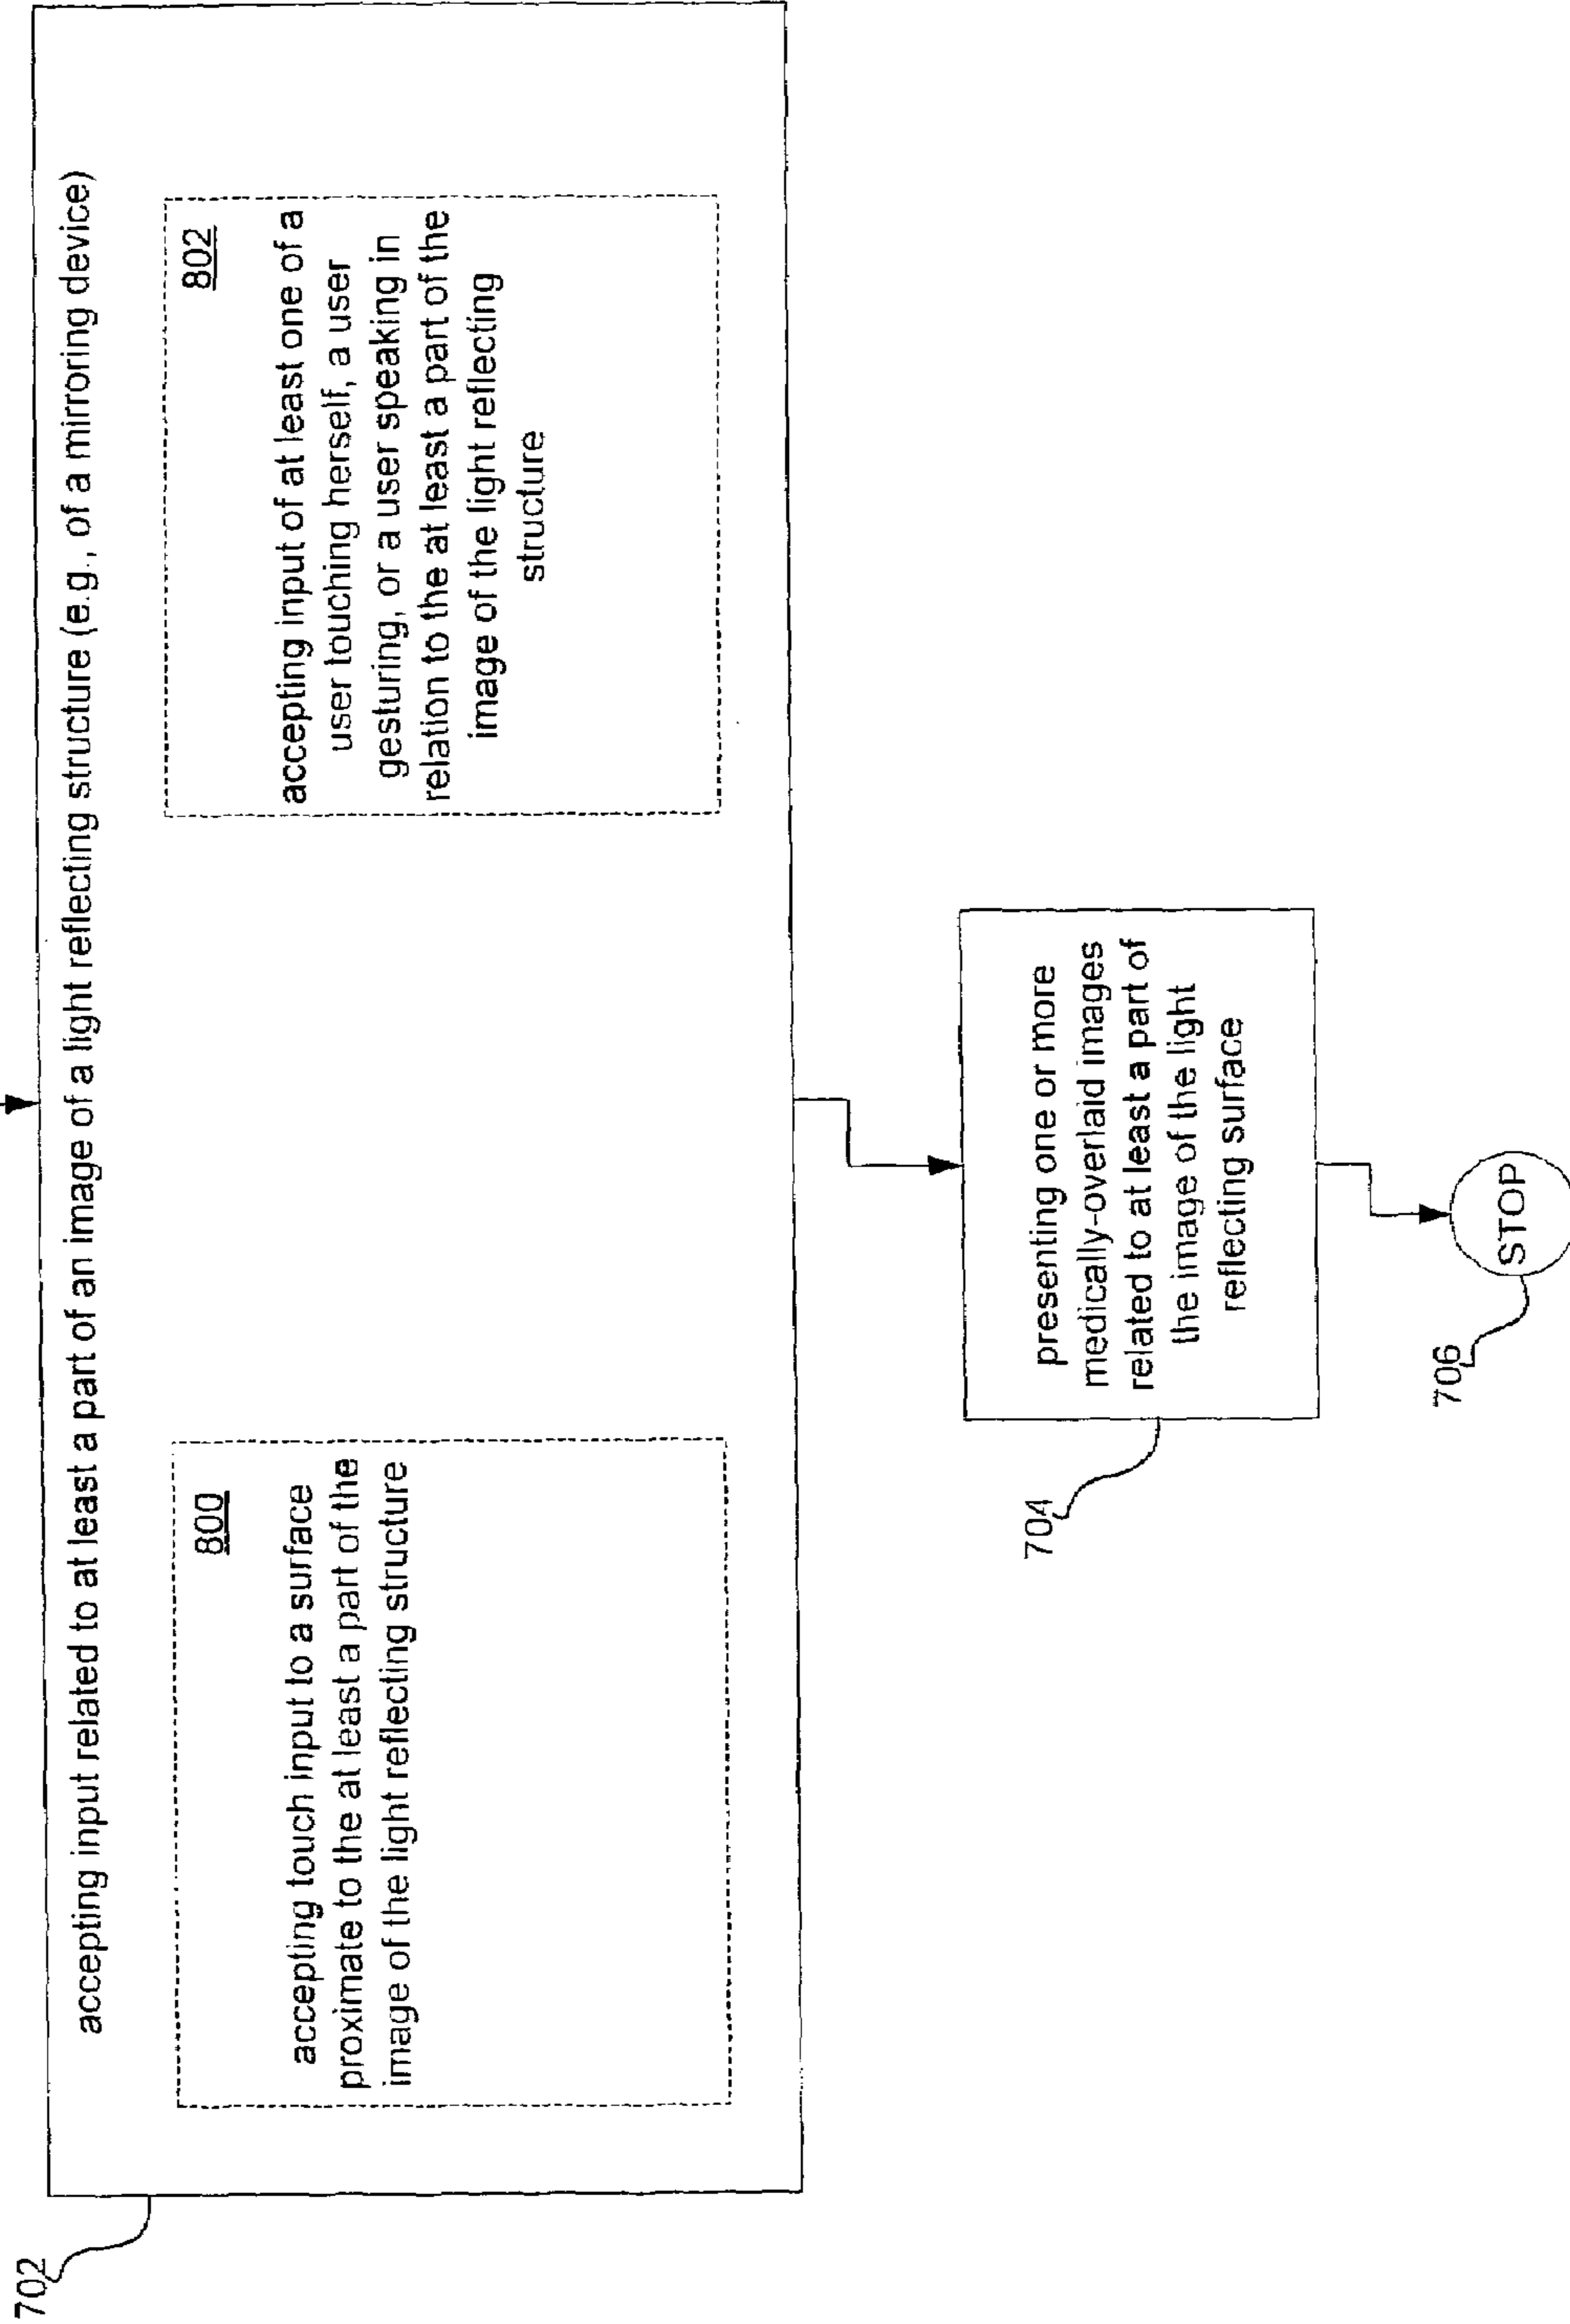 702
accepting input related to at least a part of an image of a light reflecting structure (e.g., of a mirroring device)
800
accepting touch input to a surface
proximate to the at least a part of the
image of the light reflecting structure
802
accepting input of at least one of a
user touching herself, a user
gesturing, or a user speaking in
relation to the at least a part of the
image of the light reflecting
structure
704
presenting one or more
medically-overlaid images
related to at least a part of
the image of the light
reflecting surface
706
STOP